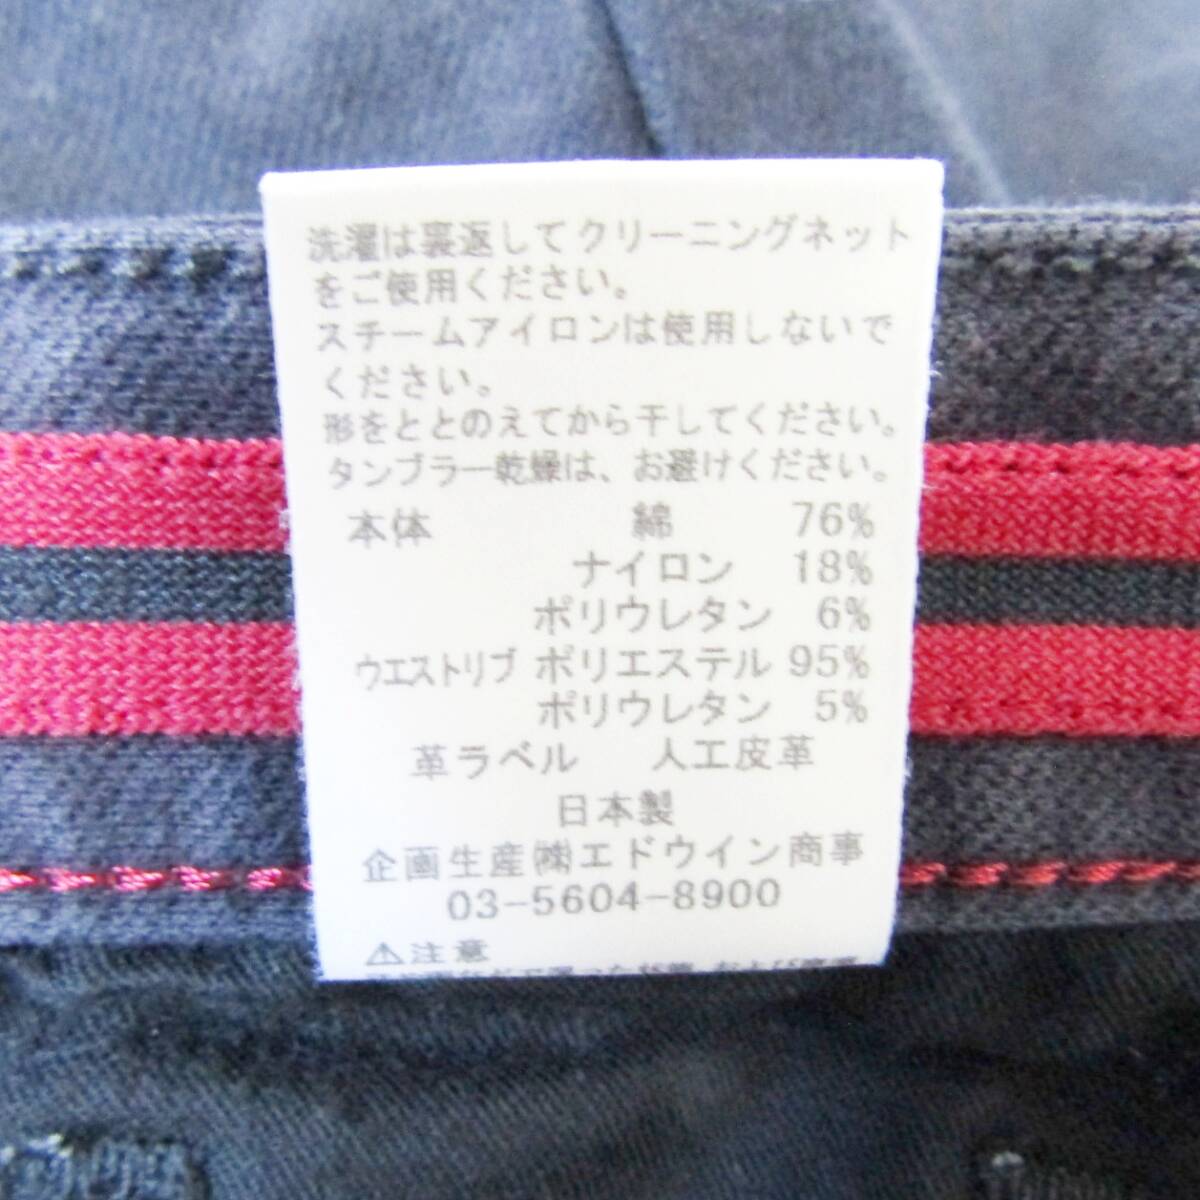 洗濯は裏返してクリーニングネット
をご使用ください。
スチームアイロンは使用しないで
ください。
形をととのえてから干してください。
タンブラー乾燥は、お避けください。
本体 綿 76%
ナイロン 18%
ポリウレタン 6%
ウエストリブ ポリエステル 95%
ポリウレタン 5%
革ラベル 人工皮革
日本製
企画生産㈱エドウイン商事
03-5604-8900
⚠注意